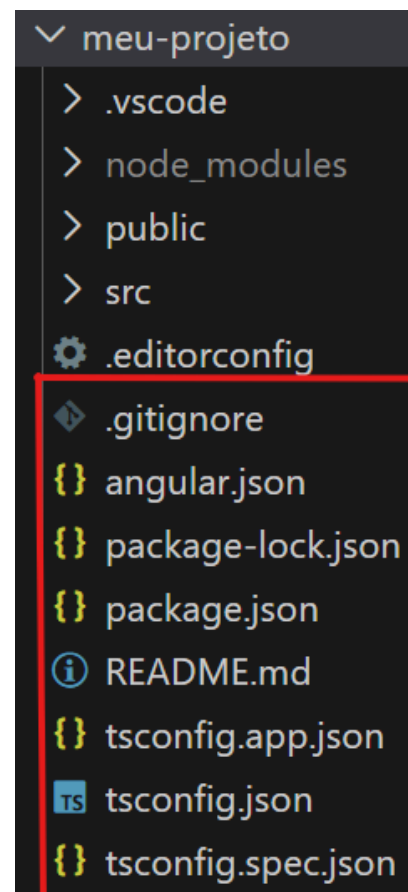 meu-projeto
.vscode
node_modules
public
src
.editorconfig
.gitignore
angular.json
package-lock.json
package.json
README.md
tsconfig.app.json
TS tsconfig.json
tsconfig.spec.json